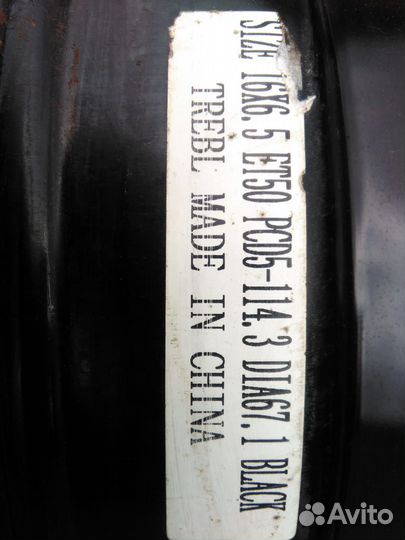 SIZE 16X6,5 ET50 PCD5-114,3 DIA67,1 BLACK
TREBL MADE IN CHINA
Avito